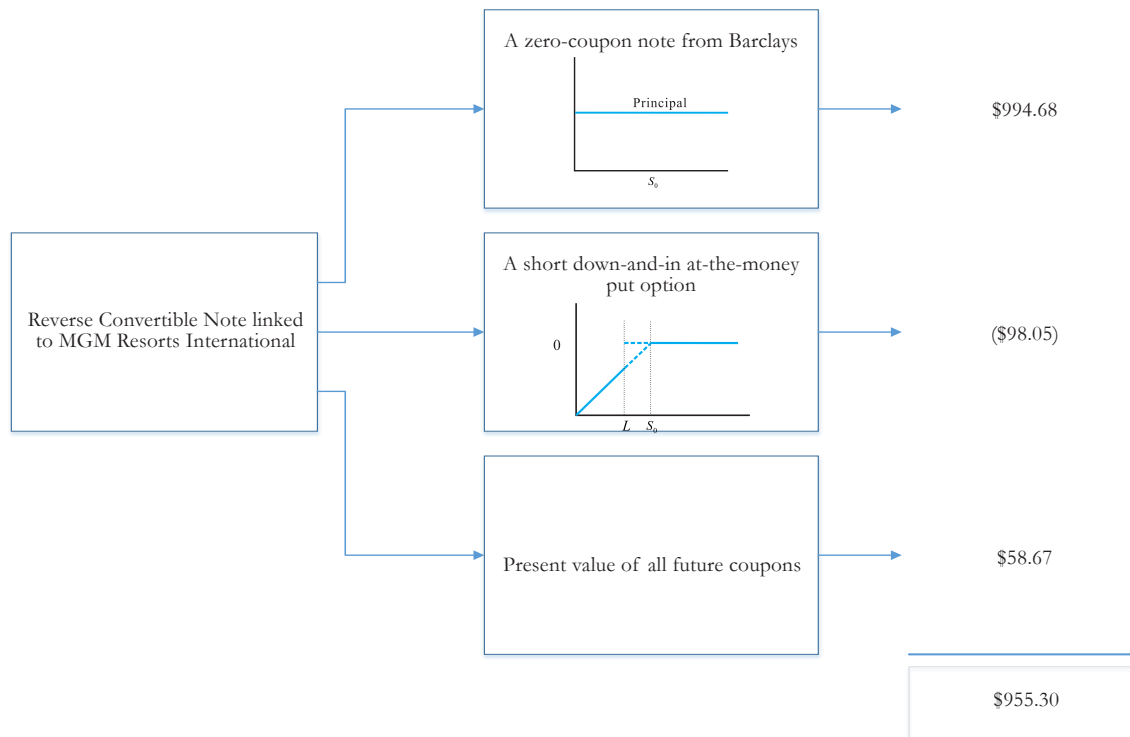 A zero-coupon note from Barclays
Principal
S₀
$994.68
Reverse Convertible Note linked
to MGM Resorts International
A short down-and-in at-the-money
put option
0
L S₀
($98.05)
Present value of all future coupons
$58.67
$955.30